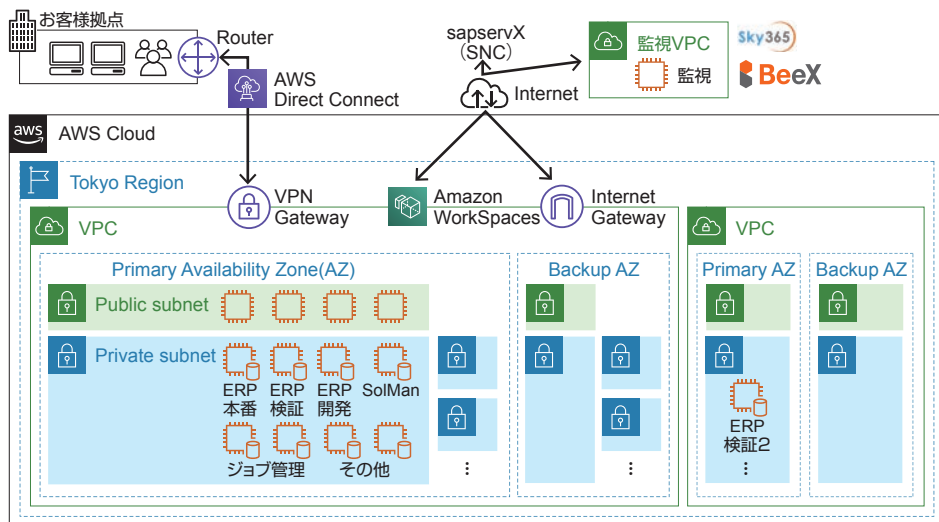 お客様拠点
Router
AWS
Direct Connect
sapservX
(SNC)
Internet
監視VPC
監視
Sky365
BeeX
aws
AWS Cloud
Tokyo Region
VPN
Gateway
Amazon
WorkSpaces
Internet
Gateway
VPC
Primary Availability Zone(AZ)
Public subnet
Private subnet
ERP
本番
ERP
検証
ERP
開発
SolMan
ジョブ管理
その他
⋮
Backup AZ
⋮
VPC
Primary AZ
ERP
検証2
⋮
Backup AZ